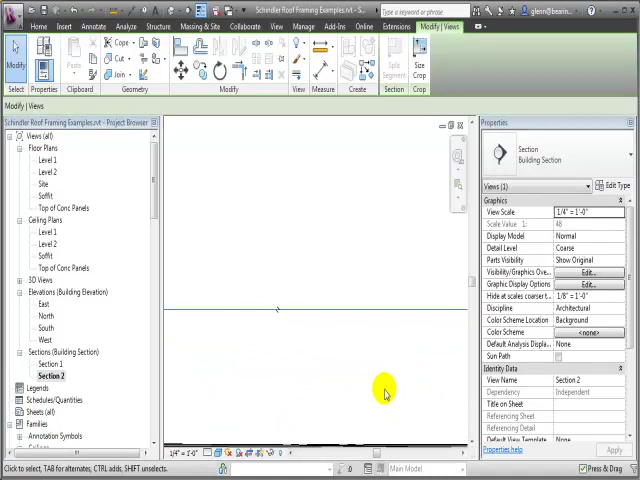 Schindler Roof Framing Examples.rvt - Project Browser
Schindler Roof Framing Examples.rvt - S
Type a keyword or phrase
glenn@bearin...
Home
Insert
Annotate
Analyze
Structure
Massing & Site
Collaborate
View
Manage
Add-Ins
Online
Extensions
Modify | Views
Modify
Paste
Cope
Cut
Join
Split
Segment
Size
Crop
Select
Properties
Clipboard
Geometry
Modify
View
Measure
Create
Section
Crop
Modify | Views
Views (all)
Floor Plans
Level 1
Level 2
Site
Soffit
Top of Conc Panels
Ceiling Plans
Level 1
Level 2
Soffit
Top of Conc Panels
3D Views
Elevations (Building Elevation)
East
North
South
West
Sections (Building Section)
Section 1
Section 2
Legends
Schedules/Quantities
Sheets (all)
Families
Annotation Symbols
Properties
Section
Building Section
Views (1)
Edit Type
Graphics
View Scale 1/4" = 1'-0"
Scale Value 1: 48
Display Model Normal
Detail Level Coarse
Parts Visibility Show Original
Visibility/Graphics Ove... Edit...
Graphic Display Options Edit...
Hide at scales coarser t... 1/8" = 1'-0"
Discipline Architectural
Color Scheme Location Background
Color Scheme <none>
Default Analysis Displa... None
Sun Path
Identity Data
View Name Section 2
Dependency Independent
Title on Sheet
Referencing Sheet
Referencing Detail
Default View Template None
Properties help
Apply
1/4" = 1'-0"
Click to select, TAB for alternates, CTRL adds, SHIFT unselects.
:0
Main Model
Press & Drag